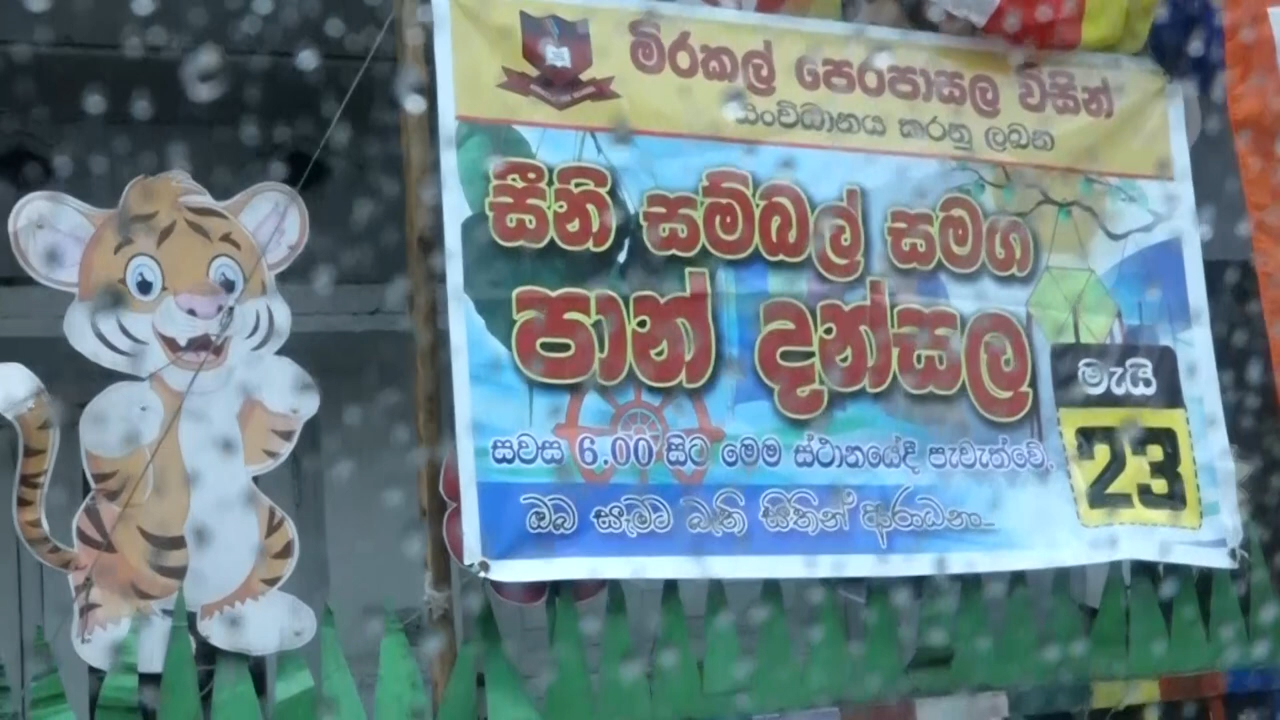 මිරකල් පෙරපාසල විසින්
සංවිධානය කරනු ලබන
සීනි සම්බල් සමග
පාන් දන්සල
මැයි
23
සවස 6.00 සිට මෙම ස්ථානයේදී පැවැත්වේ.
ඔබ සැමට බැති සිතින් ආරාධනා...